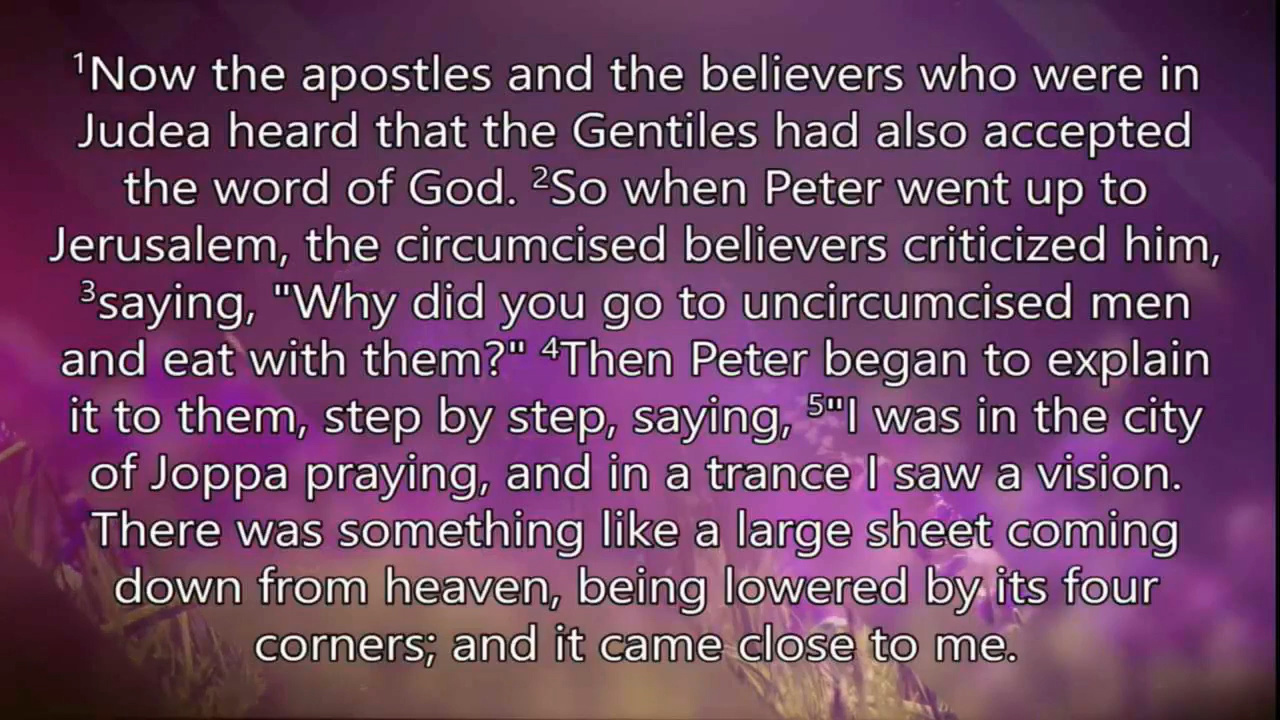 ¹Now the apostles and the believers who were in
Judea heard that the Gentiles had also accepted
the word of God. ²So when Peter went up to
Jerusalem, the circumcised believers criticized him,
³saying, "Why did you go to uncircumcised men
and eat with them?" ⁴Then Peter began to explain
it to them, step by step, saying, ⁵"I was in the city
of Joppa praying, and in a trance I saw a vision.
There was something like a large sheet coming
down from heaven, being lowered by its four
corners; and it came close to me.